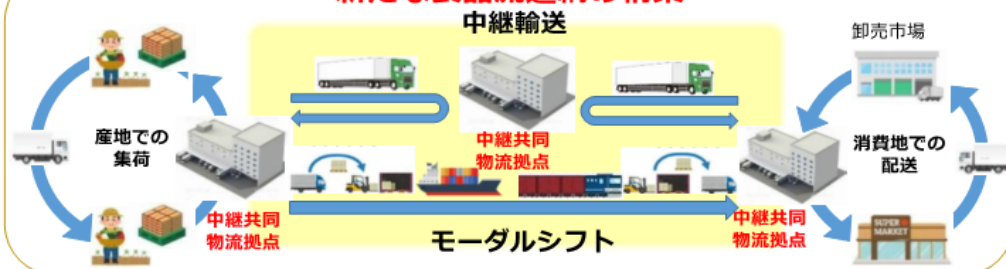 中継輸送
卸売市場
産地での
集荷
中継共同
物流拠点
消費地での
配送
中継共同
物流拠点
中継共同
物流拠点
モーダルシフト
SUPER
MARKET